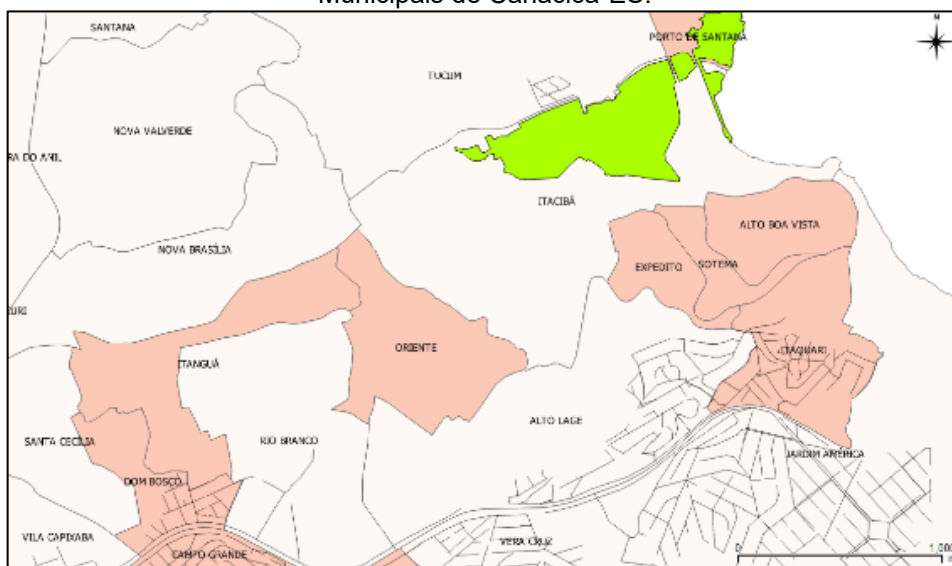 Municipais de Cariacica-ES.
SANTANA
PORTO DE SANTANA
N
TUCUM
NOVA VALVERDE
RA DO ANIL
ITACIBÁ
ALTO BOA VISTA
NOVA BRASÍLIA
EXPEDITO
SOTEMA
URI
ORIENTE
ITAQUARI
ITANGUÁ
ALTO LAGE
SANTA CECÍLIA
RIO BRANCO
JARDIM AMÉRICA
DOM BOSCO
VILA CAPIXABA
VERA CRUZ
CAMPO GRANDE
0